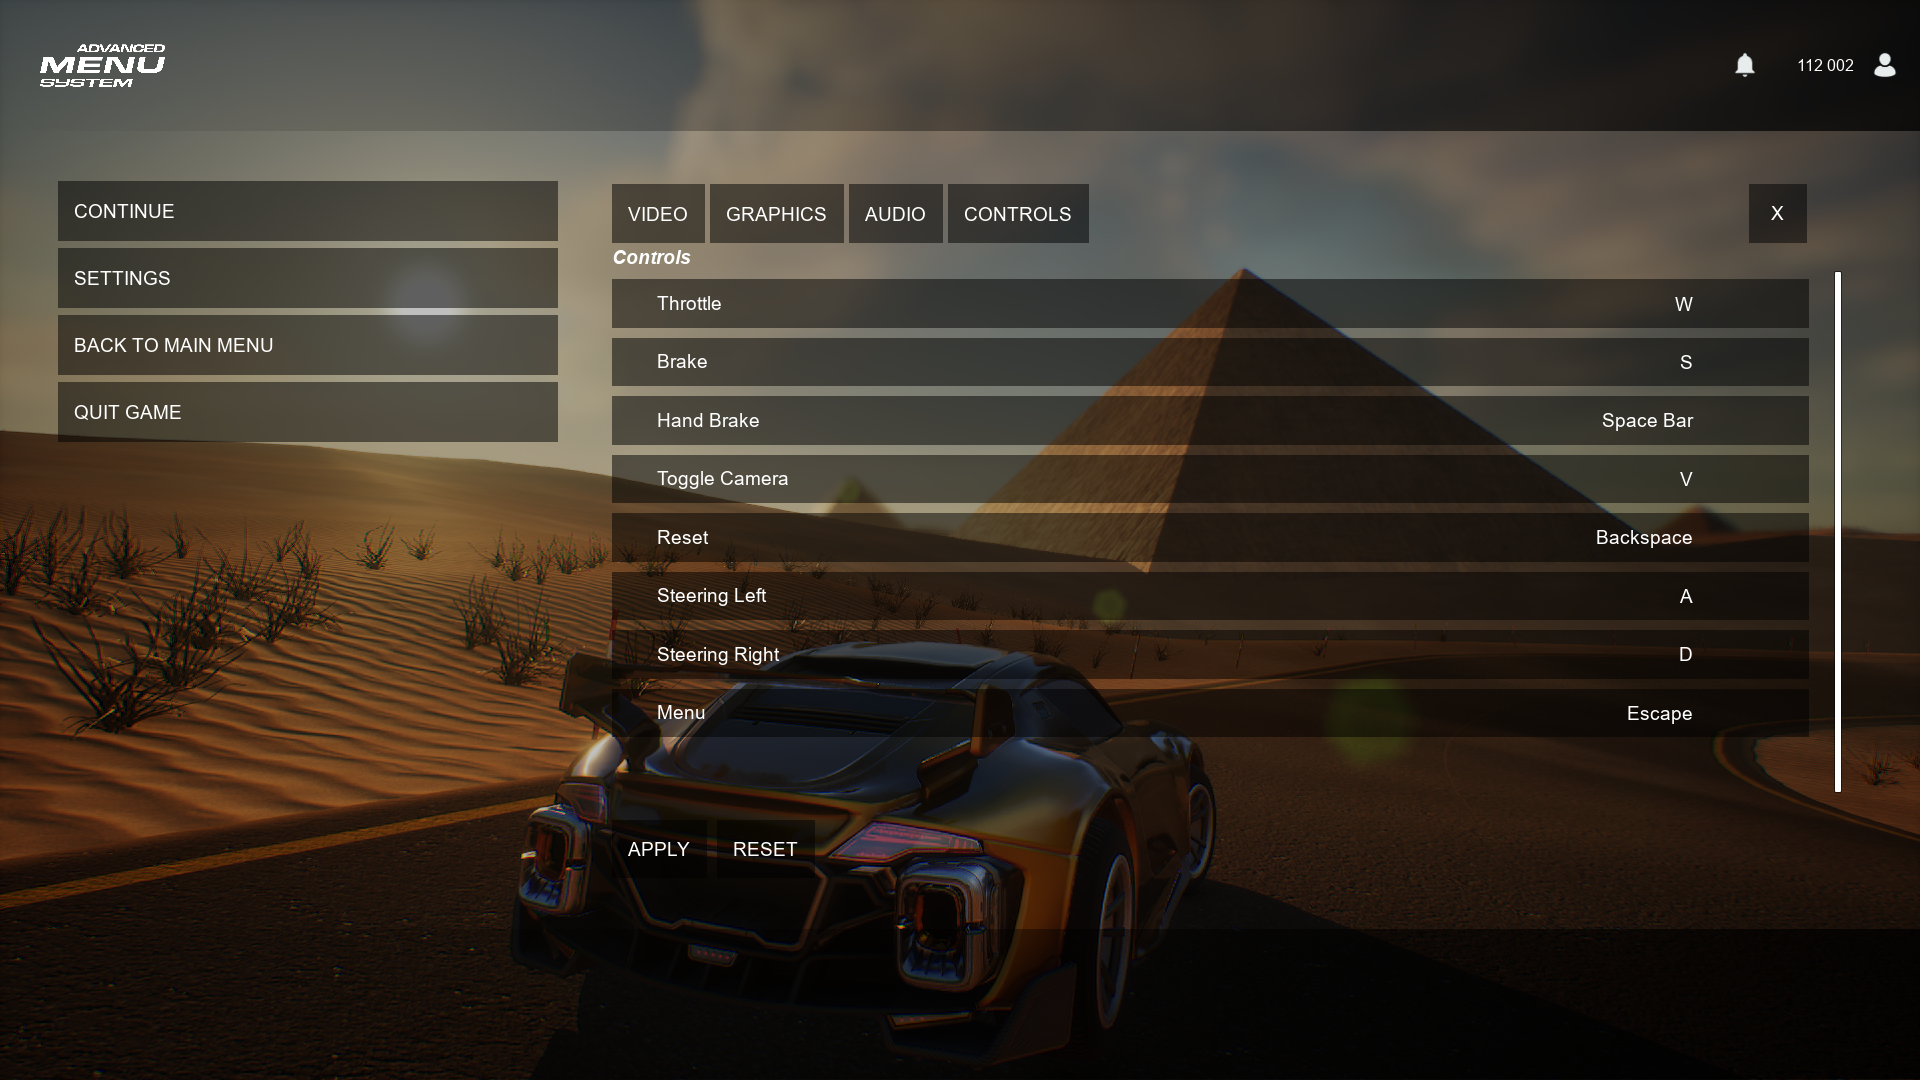 ADVANCED
MENU
SYSTEM
112 002
CONTINUE
SETTINGS
BACK TO MAIN MENU
QUIT GAME
VIDEO GRAPHICS AUDIO CONTROLS X
Controls
Throttle W
Brake S
Hand Brake Space Bar
Toggle Camera V
Reset Backspace
Steering Left A
Steering Right D
Menu Escape
APPLY RESET